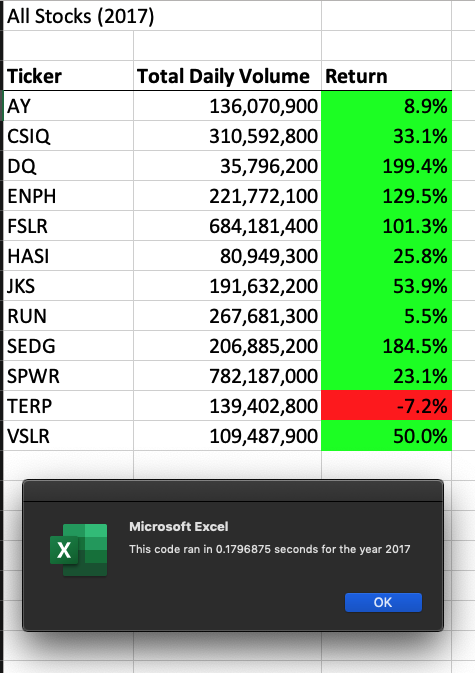 All Stocks (2017)
Ticker Total Daily Volume Return
AY 136,070,900 8.9%
CSIQ 310,592,800 33.1%
DQ 35,796,200 199.4%
ENPH 221,772,100 129.5%
FSLR 684,181,400 101.3%
HASI 80,949,300 25.8%
JKS 191,632,200 53.9%
RUN 267,681,300 5.5%
SEDG 206,885,200 184.5%
SPWR 782,187,000 23.1%
TERP 139,402,800 -7.2%
VSLR 109,487,900 50.0%
X
Microsoft Excel
This code ran in 0.1796875 seconds for the year 2017
OK